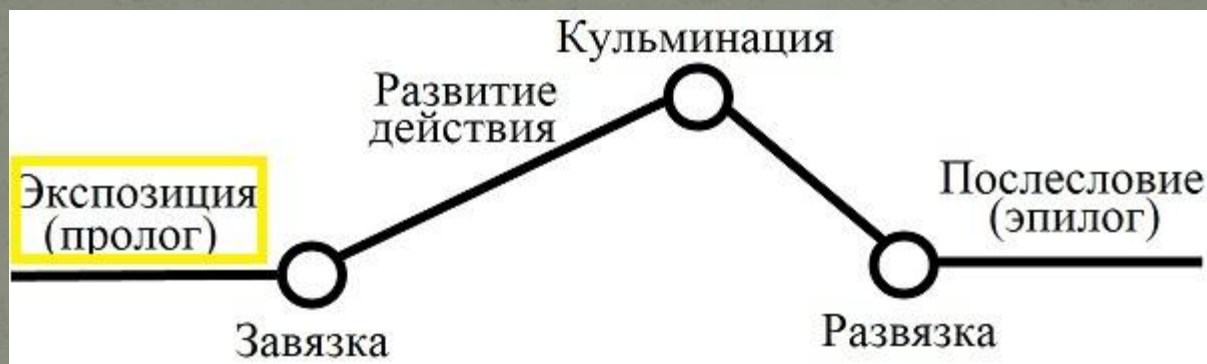 Кульминация
Развитие
действия
Экспозиция
(пролог)
Послесловие
(эпилог)
Завязка
Развязка